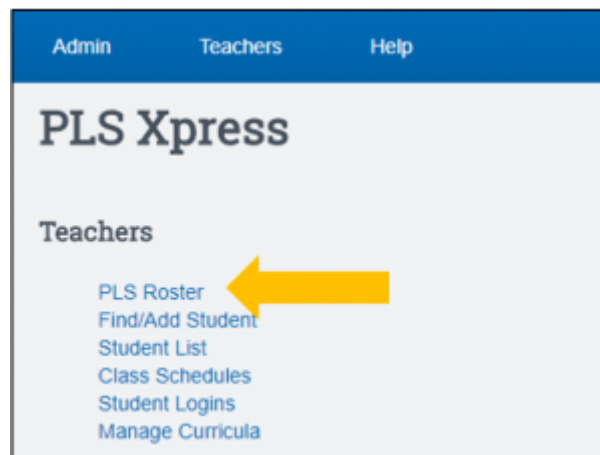 Admin Teachers Help
PLS Xpress
Teachers
PLS Roster
Find/Add Student
Student List
Class Schedules
Student Logins
Manage Curricula